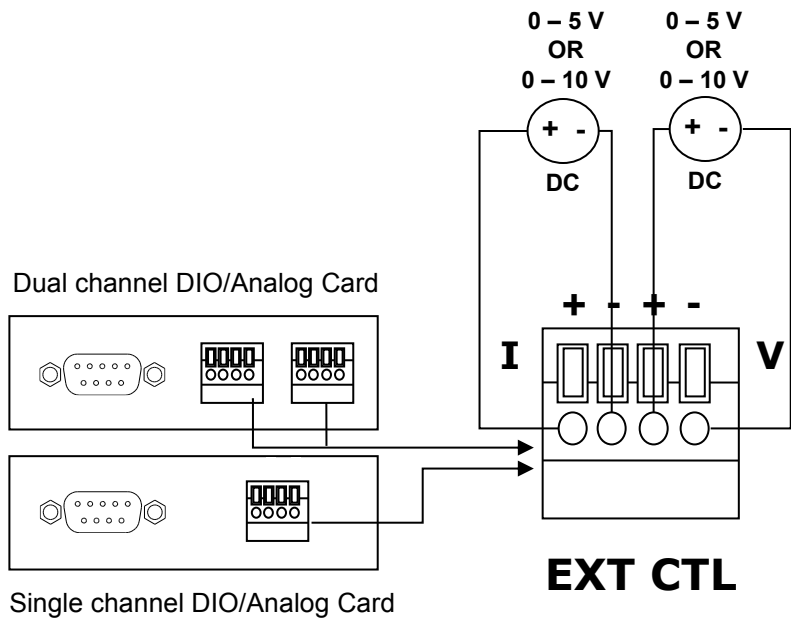 0 – 5 V
OR
0 – 10 V
+ -
DC
0 – 5 V
OR
0 – 10 V
+ -
DC
Dual channel DIO/Analog Card
+ - + -
I
V
EXT CTL
Single channel DIO/Analog Card